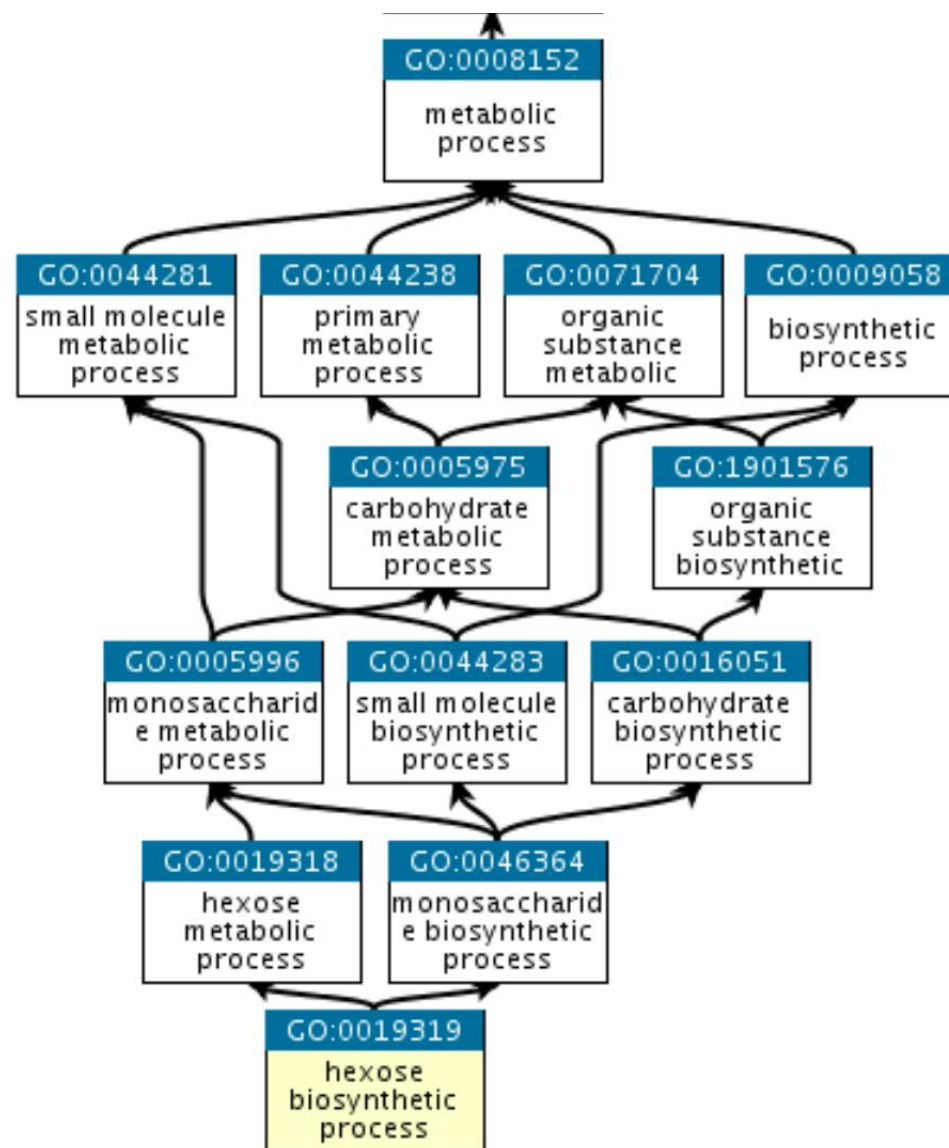 GO:0008152
metabolic
process
GO:0044281
small molecule
metabolic
process
GO:0044238
primary
metabolic
process
GO:0071704
organic
substance
metabolic
GO:0009058
biosynthetic
process
GO:0005975
carbohydrate
metabolic
process
GO:1901576
organic
substance
biosynthetic
GO:0005996
monosaccharid
e metabolic
process
GO:0044283
small molecule
biosynthetic
process
GO:0016051
carbohydrate
biosynthetic
process
GO:0019318
hexose
metabolic
process
GO:0046364
monosaccharid
e biosynthetic
process
GO:0019319
hexose
biosynthetic
process